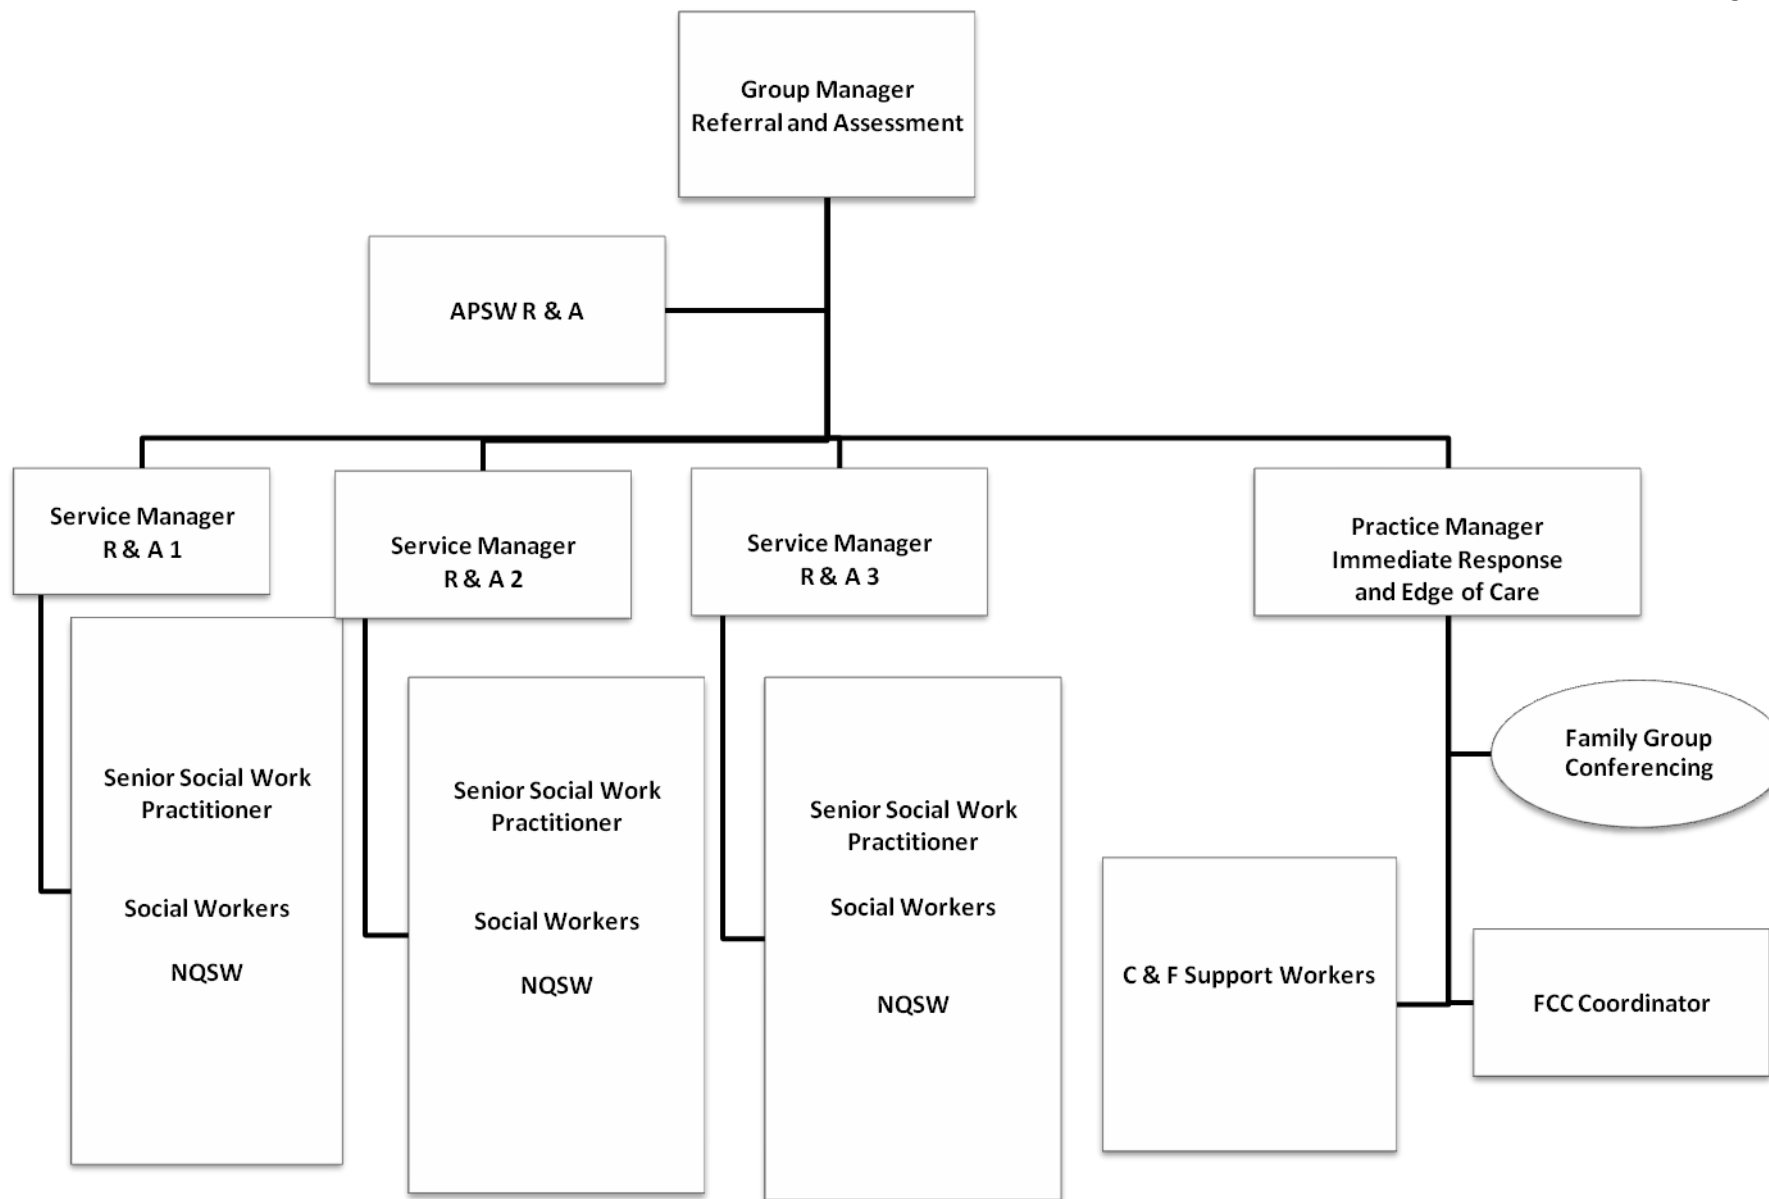 Group Manager
Referral and Assessment
APSW R & A
Service Manager
R & A 1
Service Manager
R & A 2
Service Manager
R & A 3
Practice Manager
Immediate Response
and Edge of Care
Senior Social Work
Practitioner
Social Workers
NQSW
Senior Social Work
Practitioner
Social Workers
NQSW
Senior Social Work
Practitioner
Social Workers
NQSW
Family Group
Conferencing
C & F Support Workers
FCC Coordinator